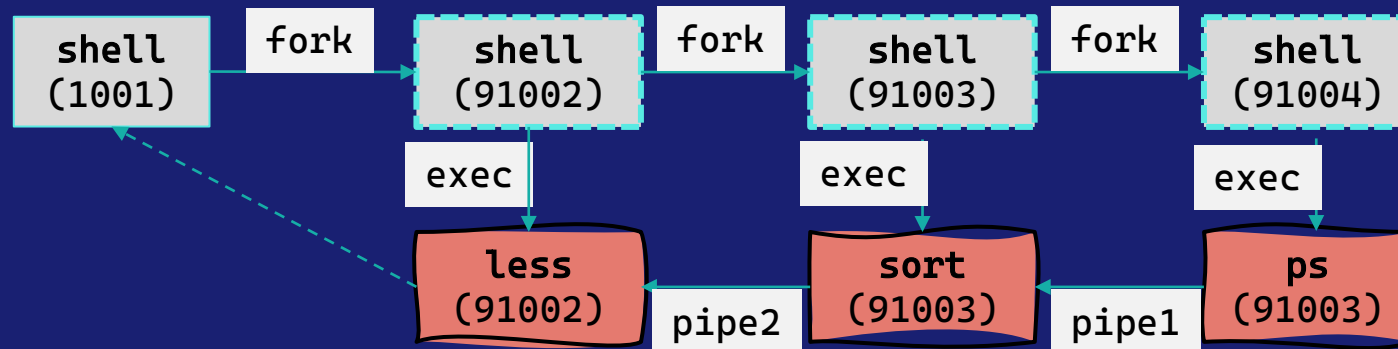 shell
(1001)
fork
shell
(91002)
fork
shell
(91003)
fork
shell
(91004)
exec
exec
exec
less
(91002)
pipe2
sort
(91003)
pipe1
ps
(91003)